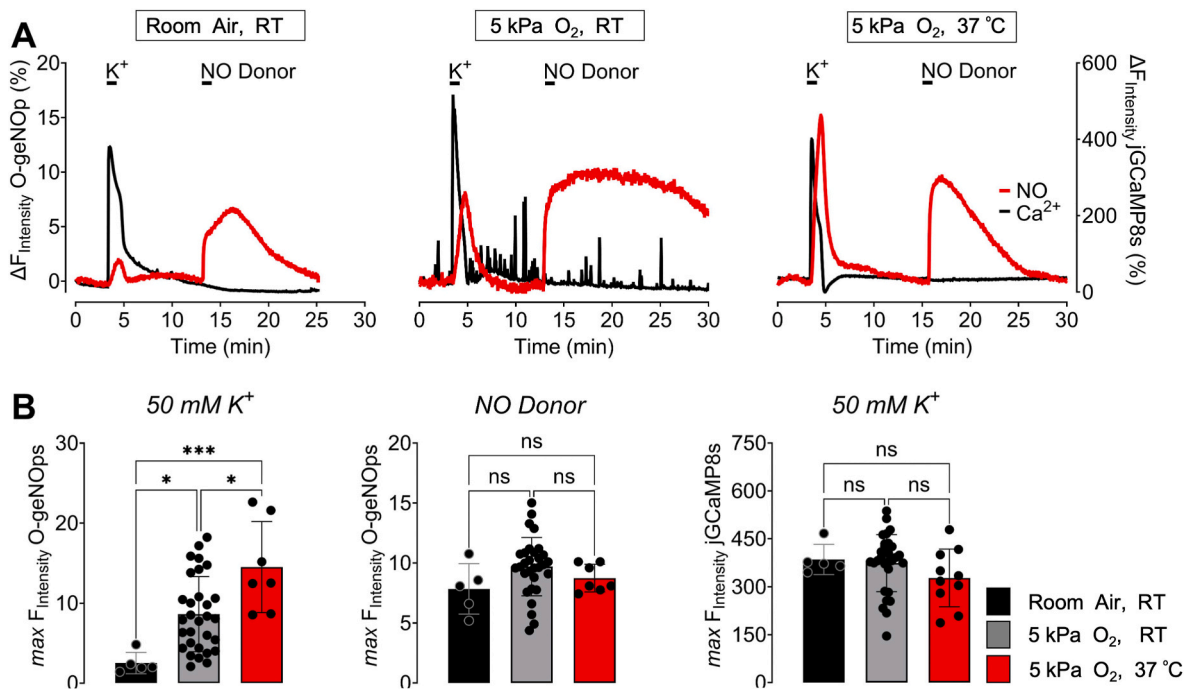 A
Room Air, RT
5 kPa O₂, RT
5 kPa O₂, 37 °C
ΔF_Intensity O-geNOp (%)
20
15
10
5
0
K⁺
NO Donor
0 5 10 15 20 25 30
Time (min)
K⁺
NO Donor
0 5 10 15 20 25 30
Time (min)
K⁺
NO Donor
NO
Ca²⁺
0 5 10 15 20 25 30
Time (min)
600
400
200
0
ΔF_Intensity jGCaMP8s (%)
B
50 mM K⁺
max F_Intensity O-geNOps
30
20
10
0
***
* *
NO Donor
max F_Intensity O-geNOps
20
15
10
5
0
ns
ns ns
50 mM K⁺
max F_Intensity jGCaMP8s
750
600
450
300
150
0
ns
ns ns
Room Air, RT
5 kPa O₂, RT
5 kPa O₂, 37 °C